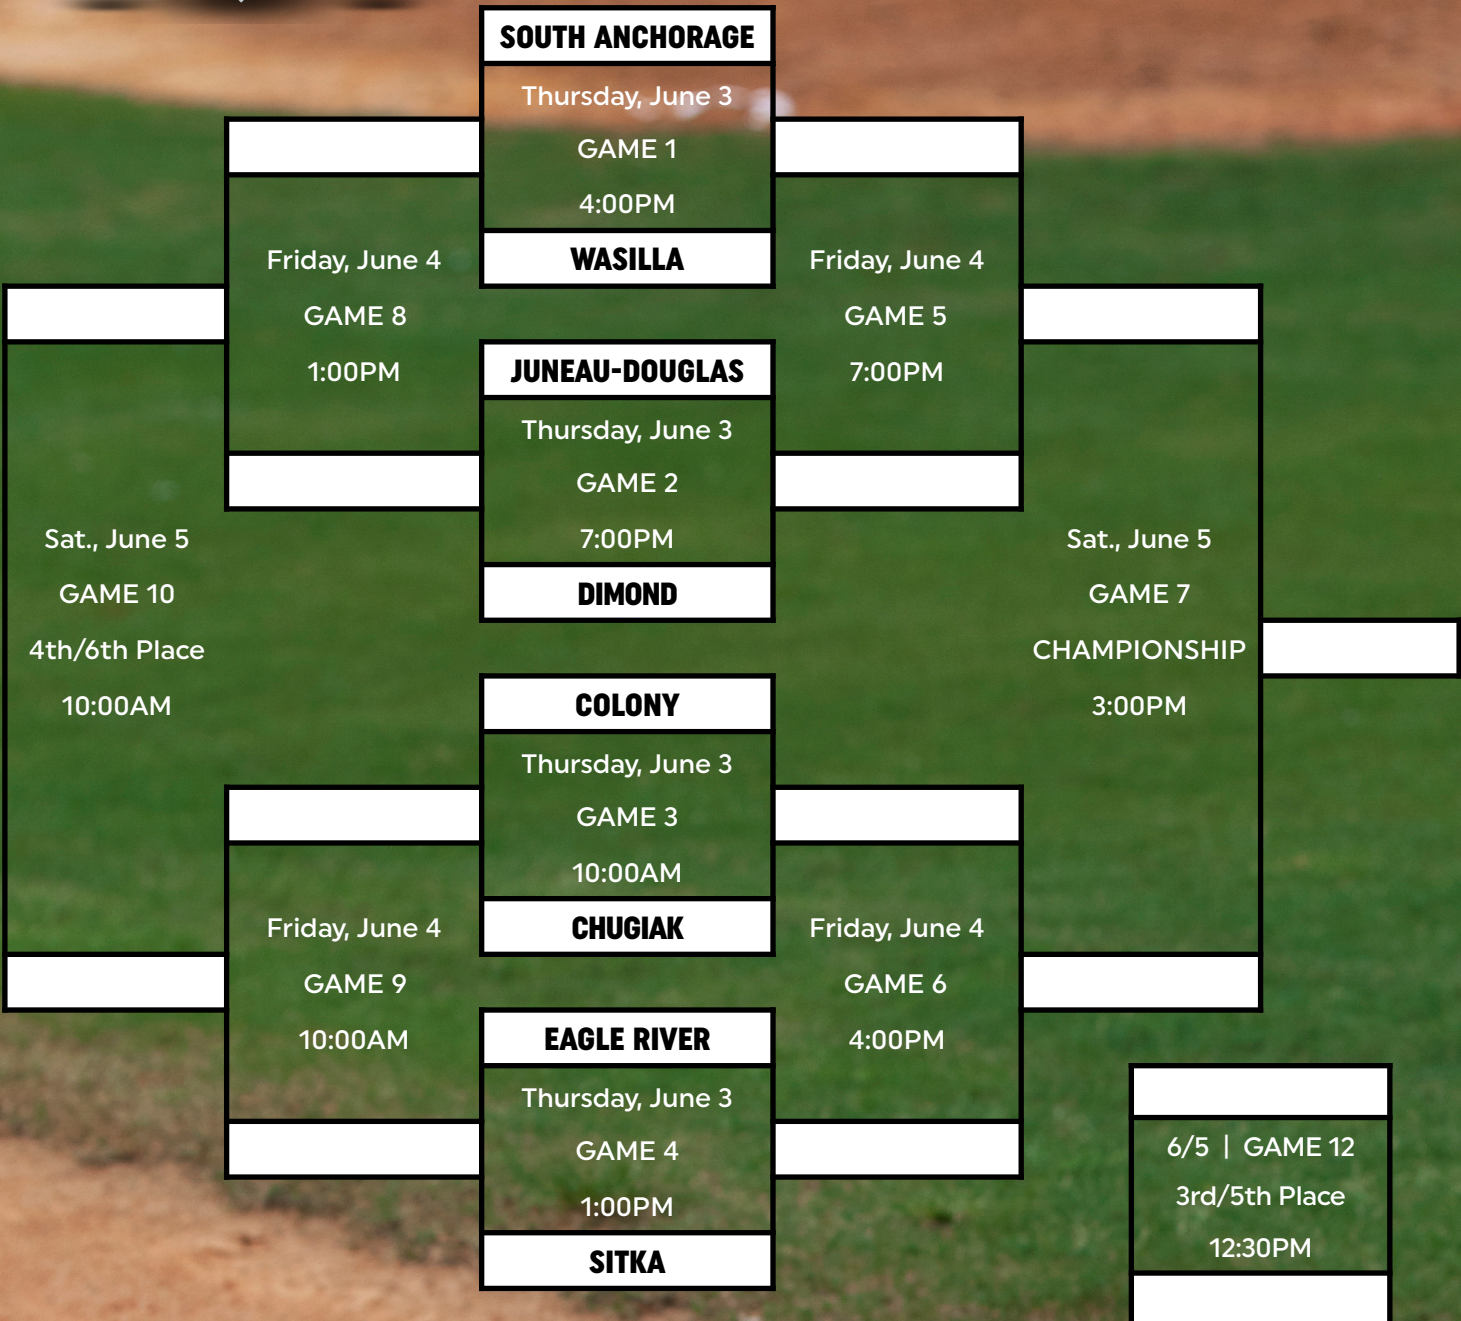 SOUTH ANCHORAGE
Thursday, June 3
GAME 1
4:00PM
WASILLA
Friday, June 4
GAME 8
1:00PM
Friday, June 4
GAME 5
7:00PM
JUNEAU-DOUGLAS
Thursday, June 3
GAME 2
7:00PM
DIMOND
Sat., June 5
GAME 10
4th/6th Place
10:00AM
Sat., June 5
GAME 7
CHAMPIONSHIP
3:00PM
COLONY
Thursday, June 3
GAME 3
10:00AM
CHUGIAK
Friday, June 4
GAME 9
10:00AM
Friday, June 4
GAME 6
4:00PM
EAGLE RIVER
Thursday, June 3
GAME 4
1:00PM
SITKA
6/5 | GAME 12
3rd/5th Place
12:30PM